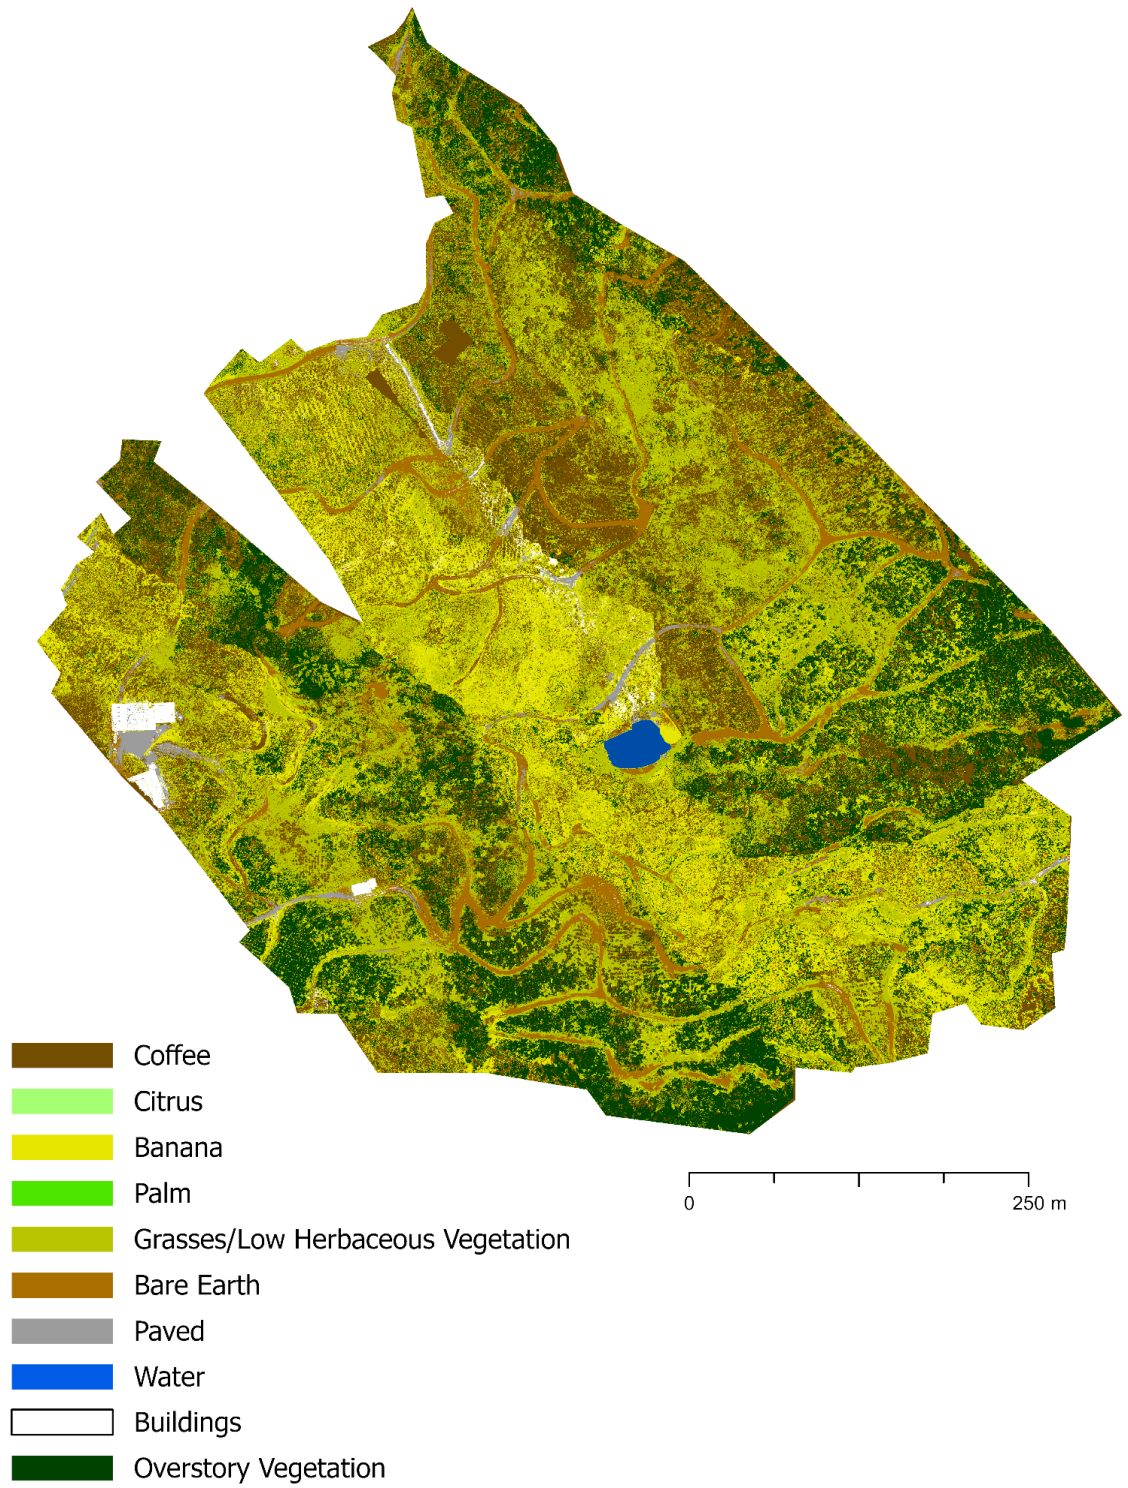 Coffee
Citrus
Banana
Palm
Grasses/Low Herbaceous Vegetation
Bare Earth
Paved
Water
Buildings
Overstory Vegetation
0 250 m